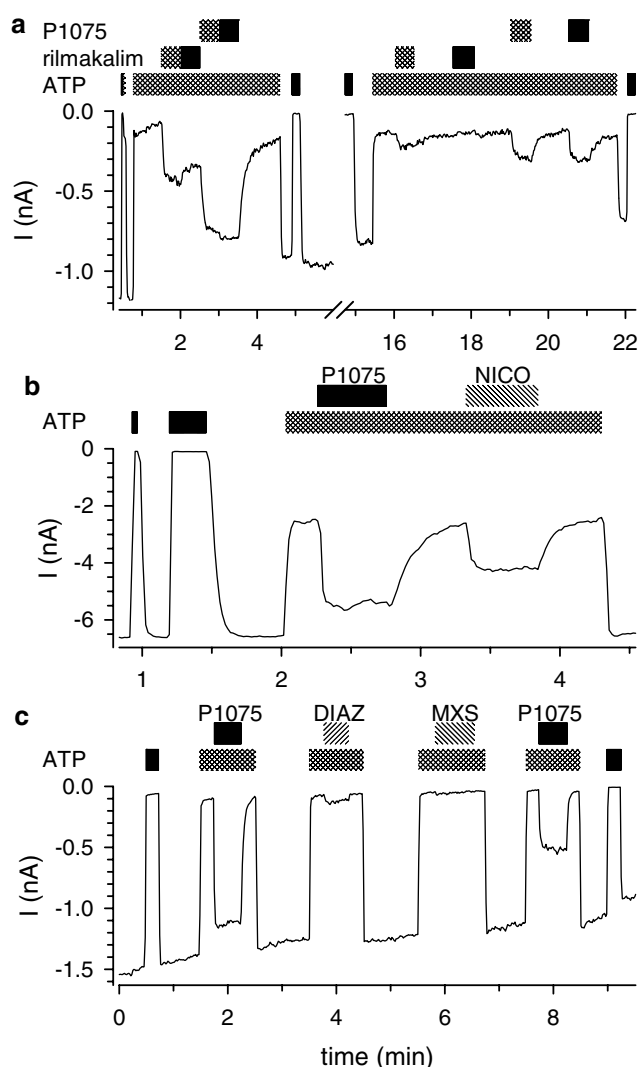 a
P1075
rilmakalim
ATP
0.0
-0.5
-1.0
I (nA)
2 4 16 18 20 22
b
P1075 NICO
ATP
0
-2
-4
-6
I (nA)
1 2 3 4
c
P1075 DIAZ MXS P1075
ATP
0.0
-0.5
-1.0
-1.5
I (nA)
0 2 4 6 8
time (min)